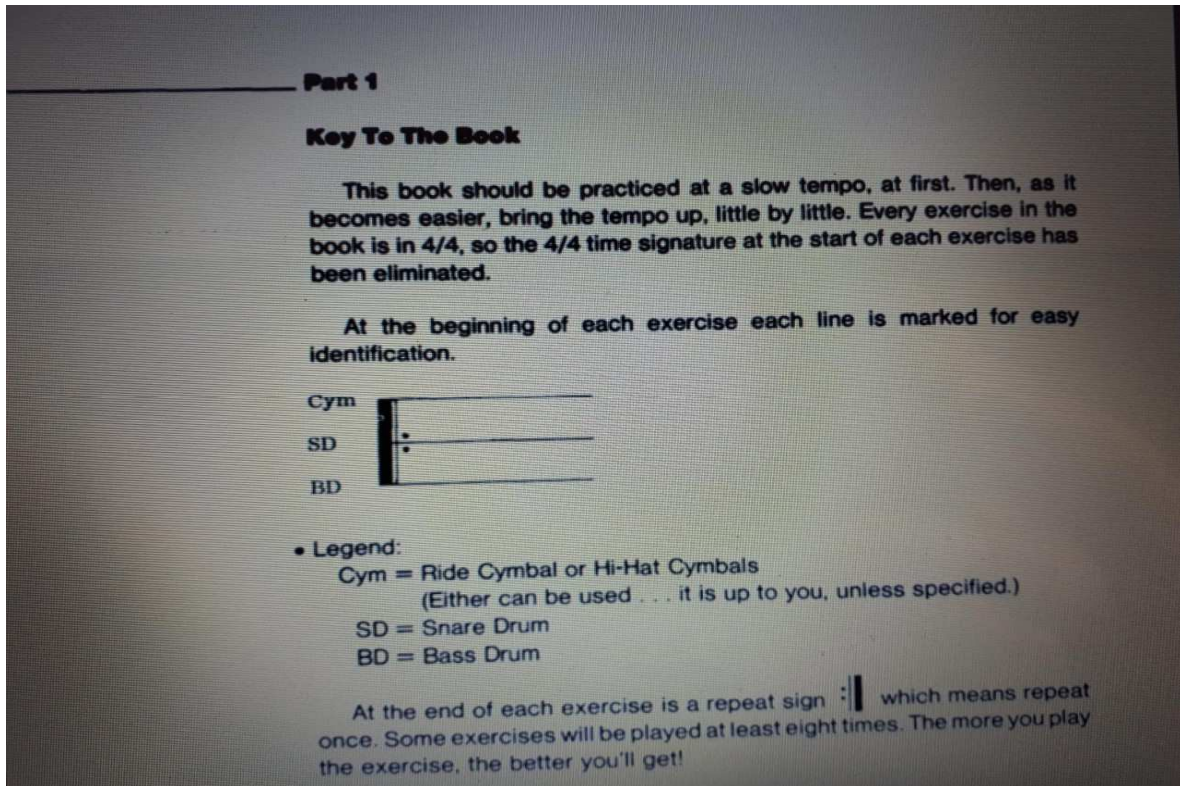 Part 1
Key To The Book
This book should be practiced at a slow tempo, at first. Then, as it
becomes easier, bring the tempo up, little by little. Every exercise in the
book is in 4/4, so the 4/4 time signature at the start of each exercise has
been eliminated.
At the beginning of each exercise each line is marked for easy
identification.
Cym
SD
BD
• Legend:
Cym = Ride Cymbal or Hi-Hat Cymbals
(Either can be used . . . it is up to you, unless specified.)
SD = Snare Drum
BD = Bass Drum
At the end of each exercise is a repeat sign :‖ which means repeat
once. Some exercises will be played at least eight times. The more you play
the exercise, the better you'll get!